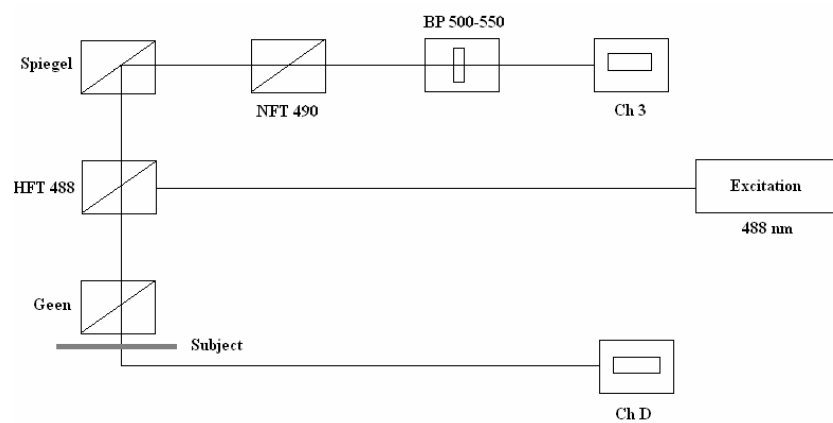 BP 500-550
Spiegel
NFT 490
Ch 3
HFT 488
Excitation
488 nm
Geen
Subject
Ch D